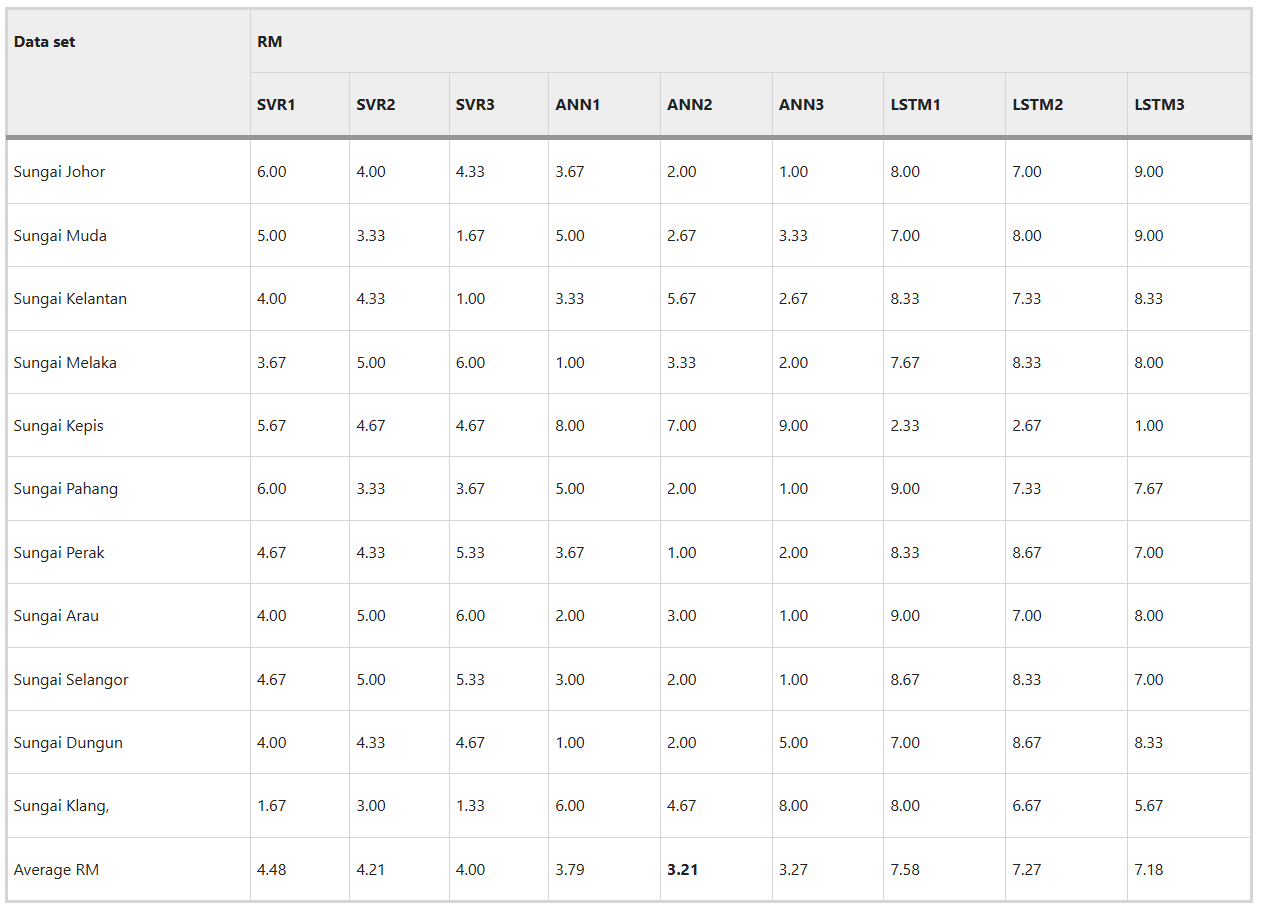 Data set RM
SVR1 SVR2 SVR3 ANN1 ANN2 ANN3 LSTM1 LSTM2 LSTM3
Sungai Johor 6.00 4.00 4.33 3.67 2.00 1.00 8.00 7.00 9.00
Sungai Muda 5.00 3.33 1.67 5.00 2.67 3.33 7.00 8.00 9.00
Sungai Kelantan 4.00 4.33 1.00 3.33 5.67 2.67 8.33 7.33 8.33
Sungai Melaka 3.67 5.00 6.00 1.00 3.33 2.00 7.67 8.33 8.00
Sungai Kepis 5.67 4.67 4.67 8.00 7.00 9.00 2.33 2.67 1.00
Sungai Pahang 6.00 3.33 3.67 5.00 2.00 1.00 9.00 7.33 7.67
Sungai Perak 4.67 4.33 5.33 3.67 1.00 2.00 8.33 8.67 7.00
Sungai Arau 4.00 5.00 6.00 2.00 3.00 1.00 9.00 7.00 8.00
Sungai Selangor 4.67 5.00 5.33 3.00 2.00 1.00 8.67 8.33 7.00
Sungai Dungun 4.00 4.33 4.67 1.00 2.00 5.00 7.00 8.67 8.33
Sungai Klang, 1.67 3.00 1.33 6.00 4.67 8.00 8.00 6.67 5.67
Average RM 4.48 4.21 4.00 3.79 3.21 3.27 7.58 7.27 7.18